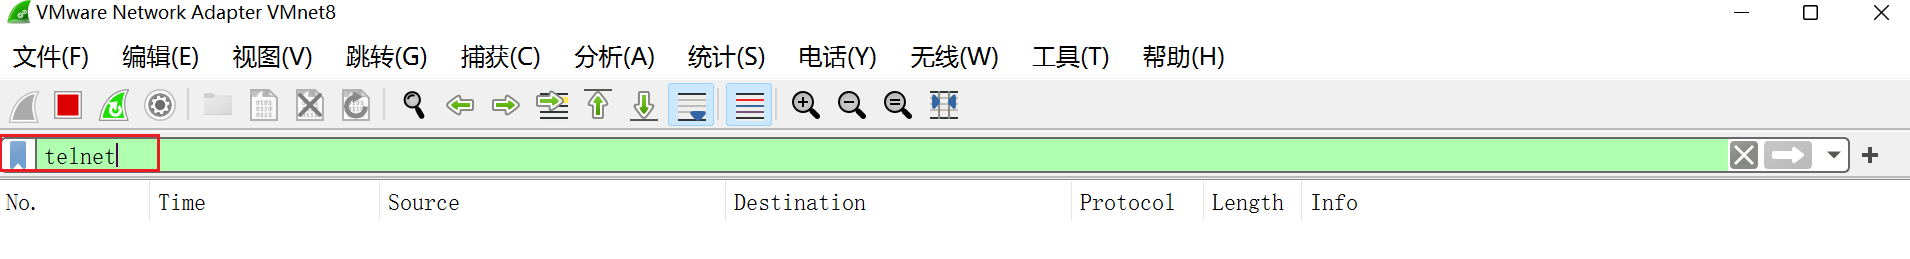 VMware Network Adapter VMnet8
文件(F) 编辑(E) 视图(V) 跳转(G) 捕获(C) 分析(A) 统计(S) 电话(Y) 无线(W) 工具(T) 帮助(H)
telnet
No. Time Source Destination Protocol Length Info